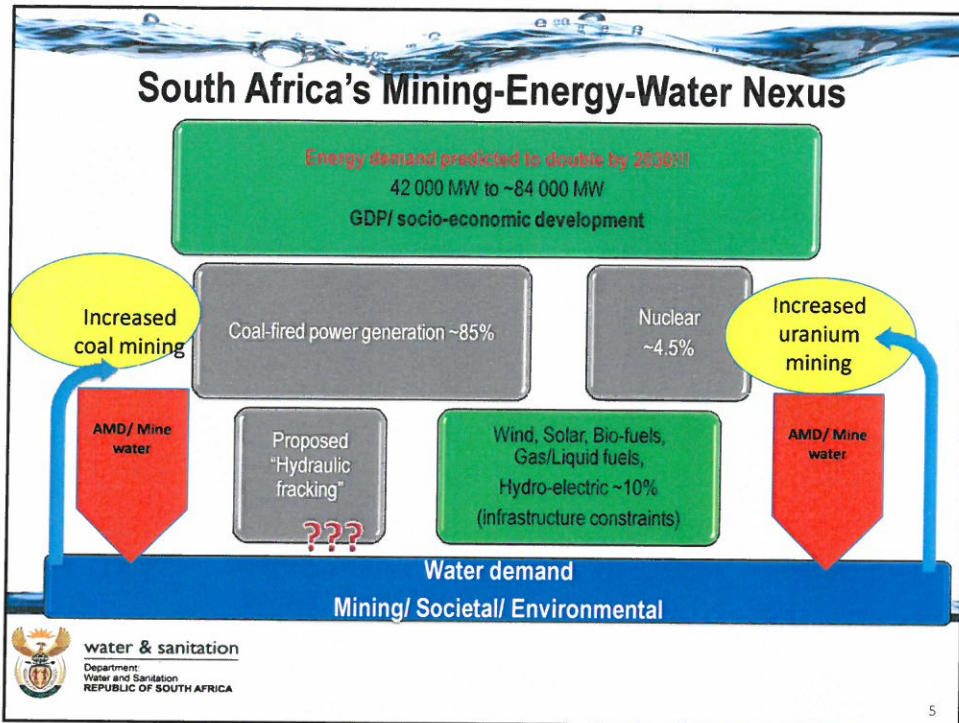 South Africa's Mining-Energy-Water Nexus
Energy demand predicted to double by 2030!!!
42 000 MW to ~84 000 MW
GDP/ socio-economic development
Increased
coal mining
Coal-fired power generation ~85%
Nuclear
~4.5%
Increased
uranium
mining
AMD/ Mine
water
Proposed
"Hydraulic
fracking"
???
Wind, Solar, Bio-fuels,
Gas/Liquid fuels,
Hydro-electric ~10%
(infrastructure constraints)
AMD/ Mine
water
Water demand
Mining/ Societal/ Environmental
water & sanitation
Department:
Water and Sanitation
REPUBLIC OF SOUTH AFRICA
5